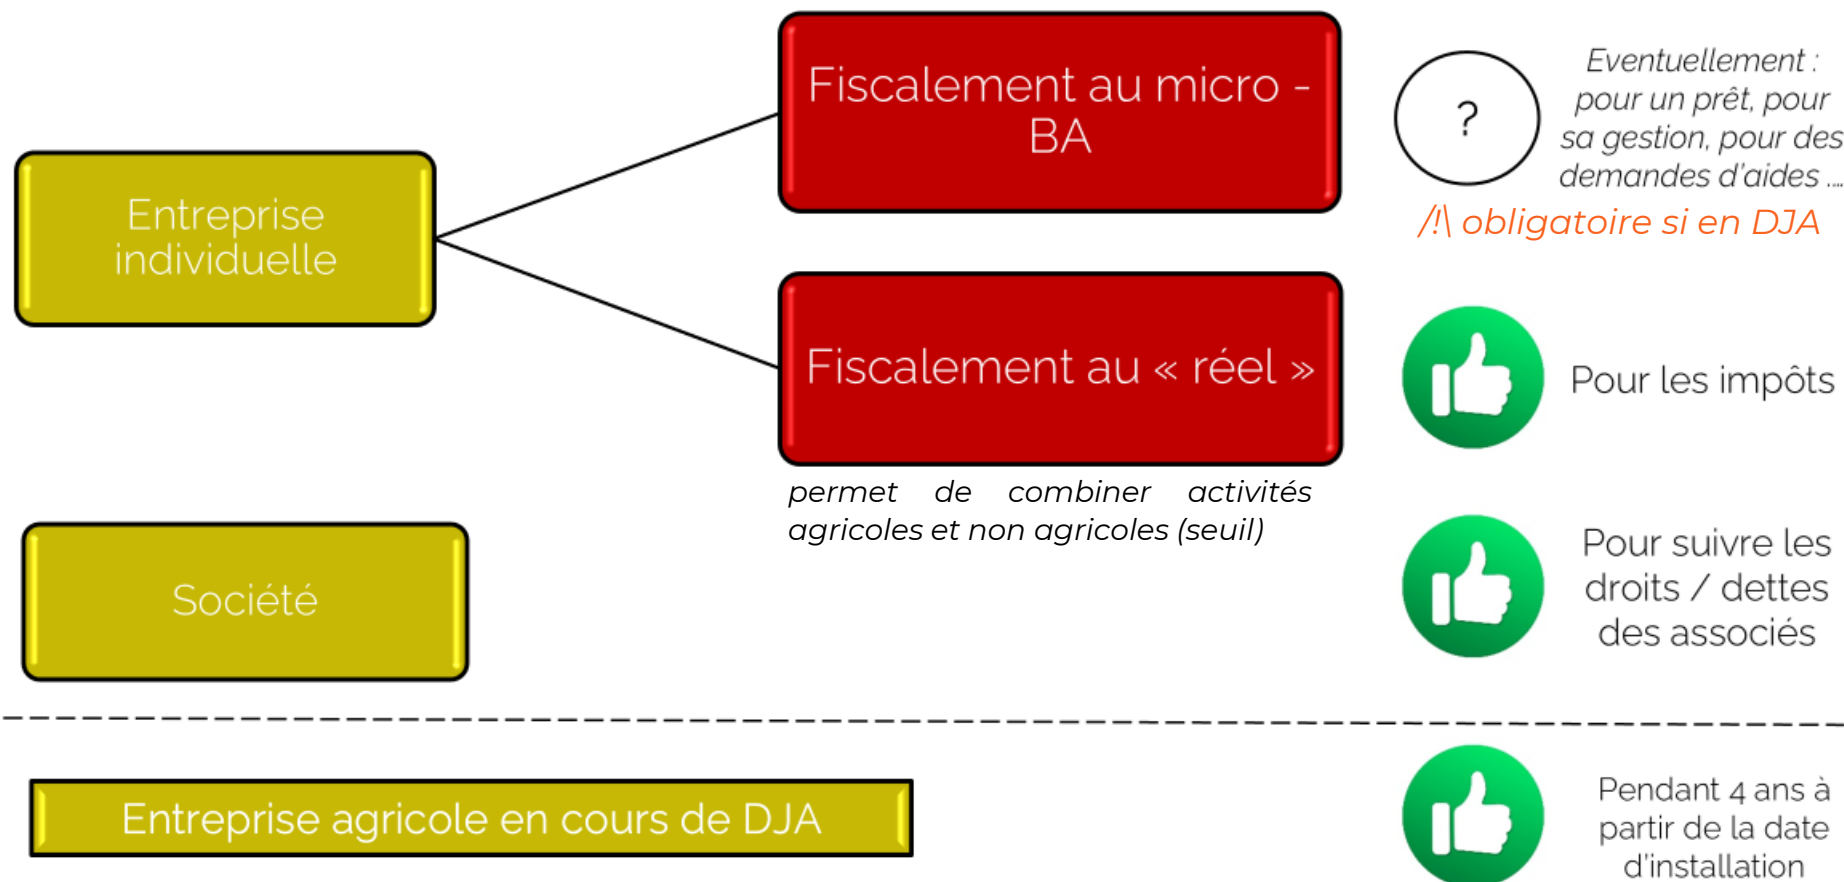 Fiscalement au micro -
BA
?
Eventuellement :
pour un prêt, pour
sa gestion, pour des
demandes d'aides ....
/!\ obligatoire si en DJA
Entreprise
individuelle
Fiscalement au « réel »
Pour les impôts
permet de combiner activités
agricoles et non agricoles (seuil)
Société
Pour suivre les
droits / dettes
des associés
Entreprise agricole en cours de DJA
Pendant 4 ans à
partir de la date
d'installation